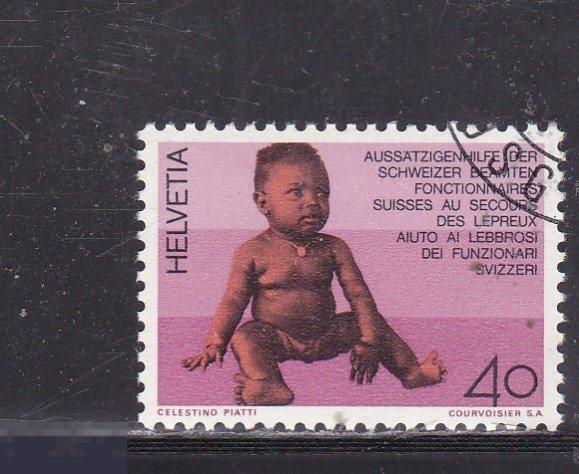 HELVETIA
AUSSÄTZIGENHILFE DER
SCHWEIZER BEAMTEN
FONCTIONNAIRES
SUISSES AU SECOURS
DES LEPREUX
AIUTO AI LEBBROSI
DEI FUNZIONARI
SVIZZERI
40
CELESTINO PIATTI
COURVOISIER S.A.